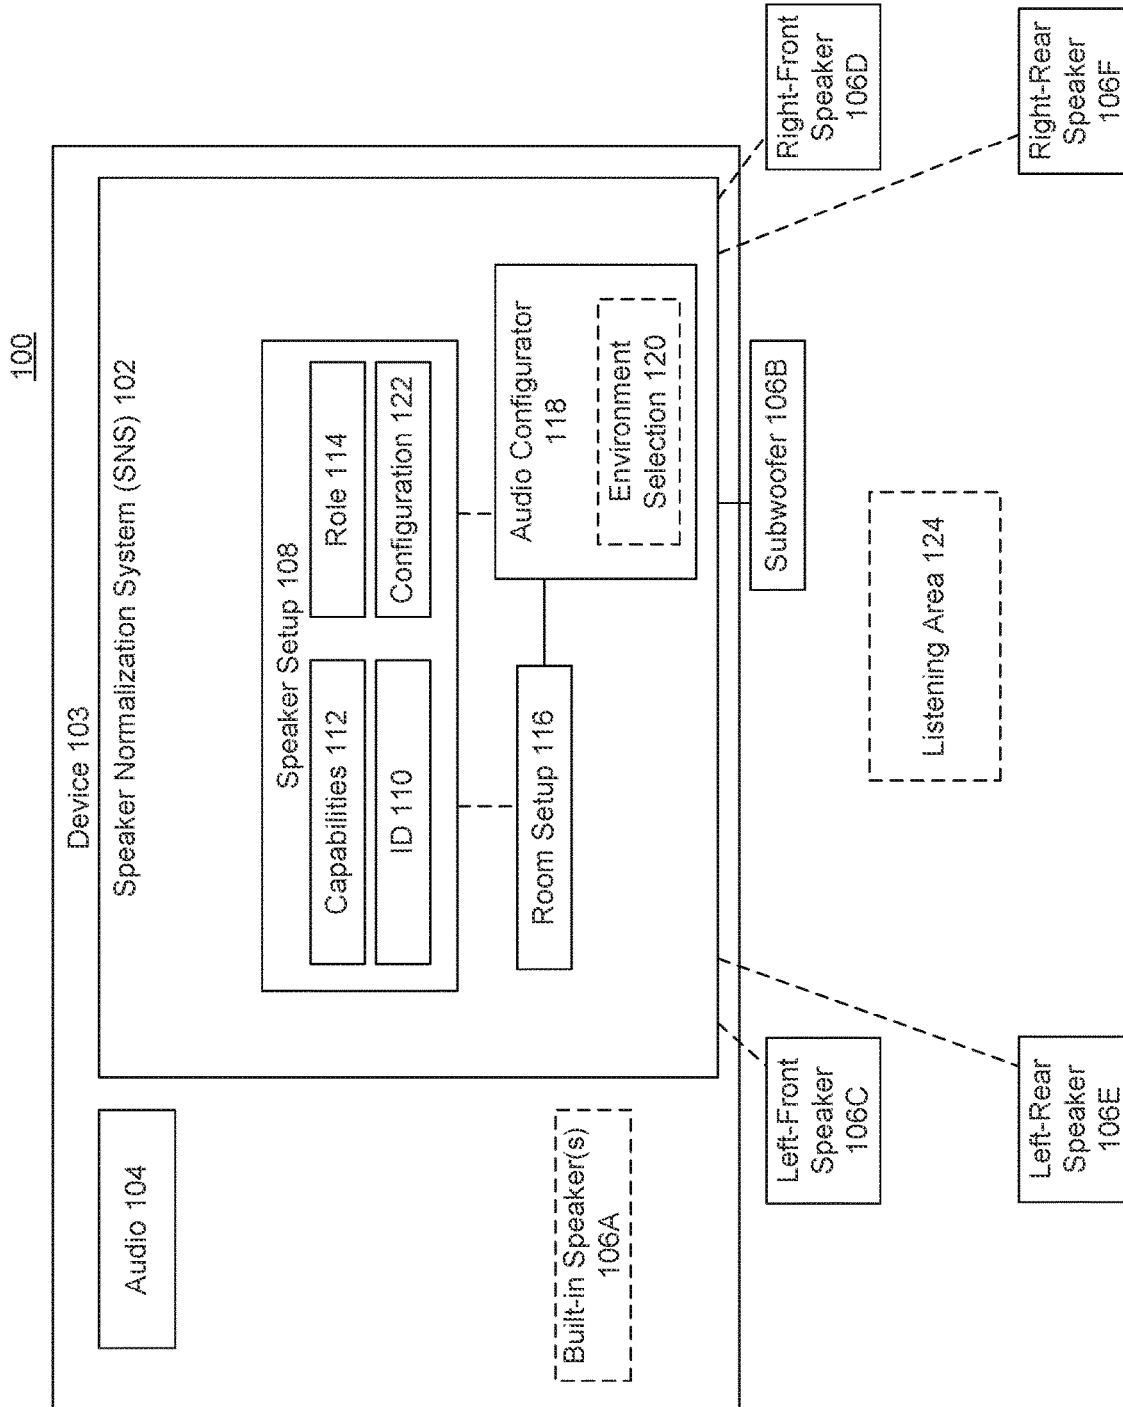 100
Device 103
Speaker Normalization System (SNS) 102
Audio 104
Speaker Setup 108
Capabilities 112
Role 114
ID 110
Configuration 122
Room Setup 116
Audio Configurator
118
Environment
Selection 120
Built-in Speaker(s)
106A
Left-Front
Speaker
106C
Subwoofer 106B
Right-Front
Speaker
106D
Listening Area 124
Left-Rear
Speaker
106E
Right-Rear
Speaker
106F